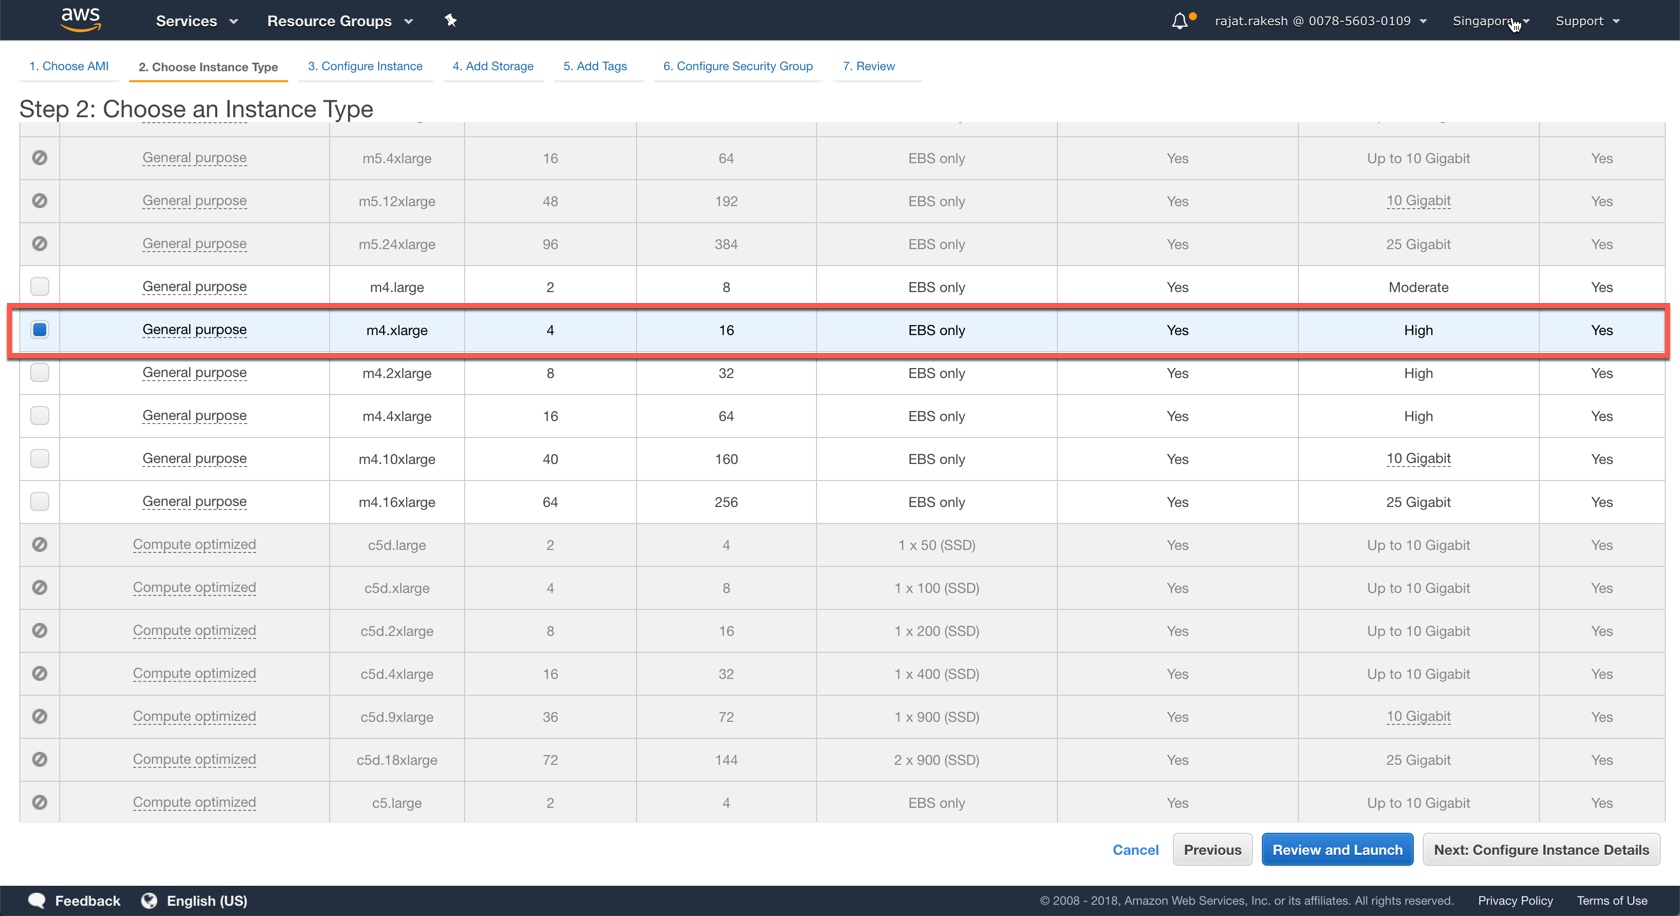 aws Services Resource Groups rajat.rakesh @ 0078-5603-0109 Singapore Support
1. Choose AMI 2. Choose Instance Type 3. Configure Instance 4. Add Storage 5. Add Tags 6. Configure Security Group 7. Review
Step 2: Choose an Instance Type
General purpose m5.4xlarge 16 64 EBS only Yes Up to 10 Gigabit Yes
General purpose m5.12xlarge 48 192 EBS only Yes 10 Gigabit Yes
General purpose m5.24xlarge 96 384 EBS only Yes 25 Gigabit Yes
General purpose m4.large 2 8 EBS only Yes Moderate Yes
General purpose m4.xlarge 4 16 EBS only Yes High Yes
General purpose m4.2xlarge 8 32 EBS only Yes High Yes
General purpose m4.4xlarge 16 64 EBS only Yes High Yes
General purpose m4.10xlarge 40 160 EBS only Yes 10 Gigabit Yes
General purpose m4.16xlarge 64 256 EBS only Yes 25 Gigabit Yes
Compute optimized c5d.large 2 4 1 x 50 (SSD) Yes Up to 10 Gigabit Yes
Compute optimized c5d.xlarge 4 8 1 x 100 (SSD) Yes Up to 10 Gigabit Yes
Compute optimized c5d.2xlarge 8 16 1 x 200 (SSD) Yes Up to 10 Gigabit Yes
Compute optimized c5d.4xlarge 16 32 1 x 400 (SSD) Yes Up to 10 Gigabit Yes
Compute optimized c5d.9xlarge 36 72 1 x 900 (SSD) Yes 10 Gigabit Yes
Compute optimized c5d.18xlarge 72 144 2 x 900 (SSD) Yes 25 Gigabit Yes
Compute optimized c5.large 2 4 EBS only Yes Up to 10 Gigabit Yes
Cancel Previous Review and Launch Next: Configure Instance Details
Feedback English (US) © 2008 - 2018, Amazon Web Services, Inc. or its affiliates. All rights reserved. Privacy Policy Terms of Use